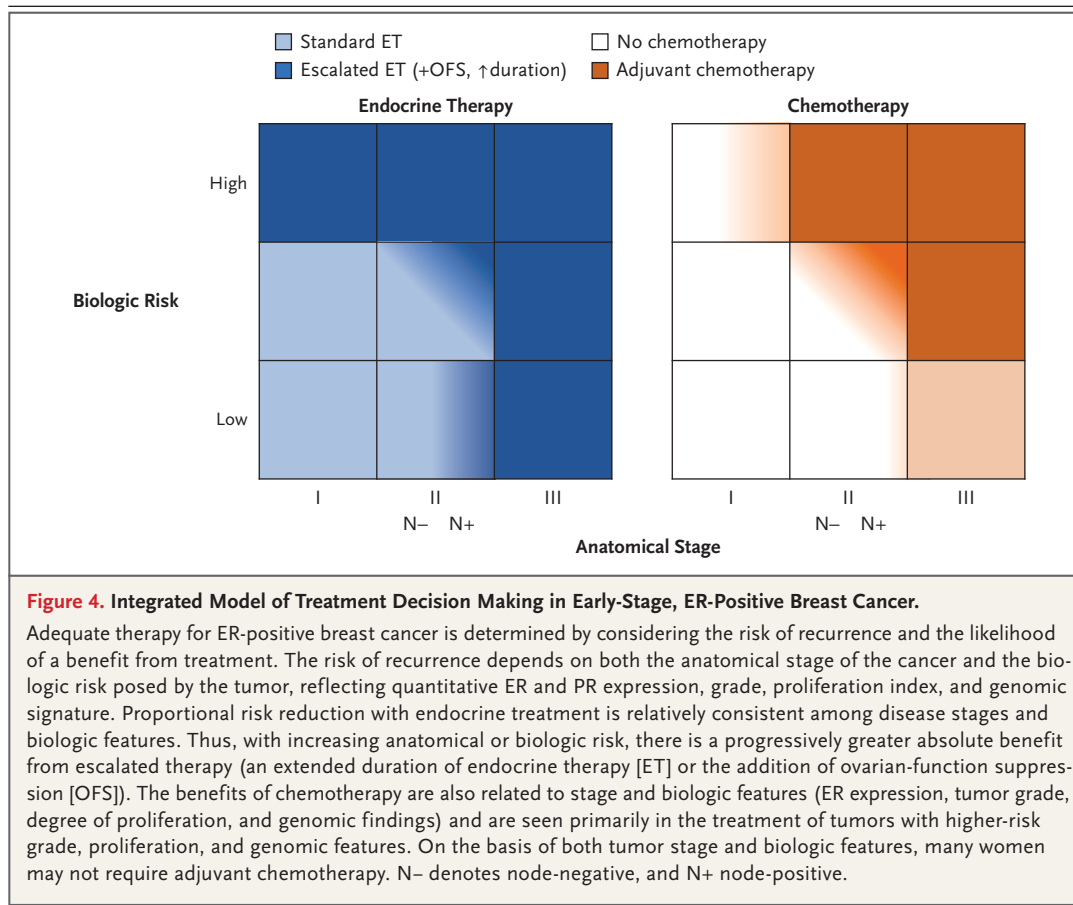 Standard ET
No chemotherapy
Escalated ET (+OFS, ↑duration)
Adjuvant chemotherapy
Endocrine Therapy
Chemotherapy
High
Biologic Risk
Low
I
II
III
I
II
III
N– N+
N– N+
Anatomical Stage
Figure 4. Integrated Model of Treatment Decision Making in Early-Stage, ER-Positive Breast Cancer.
Adequate therapy for ER-positive breast cancer is determined by considering the risk of recurrence and the likelihood
of a benefit from treatment. The risk of recurrence depends on both the anatomical stage of the cancer and the bio-
logic risk posed by the tumor, reflecting quantitative ER and PR expression, grade, proliferation index, and genomic
signature. Proportional risk reduction with endocrine treatment is relatively consistent among disease stages and
biologic features. Thus, with increasing anatomical or biologic risk, there is a progressively greater absolute benefit
from escalated therapy (an extended duration of endocrine therapy [ET] or the addition of ovarian-function suppres-
sion [OFS]). The benefits of chemotherapy are also related to stage and biologic features (ER expression, tumor grade,
degree of proliferation, and genomic findings) and are seen primarily in the treatment of tumors with higher-risk
grade, proliferation, and genomic features. On the basis of both tumor stage and biologic features, many women
may not require adjuvant chemotherapy. N– denotes node-negative, and N+ node-positive.